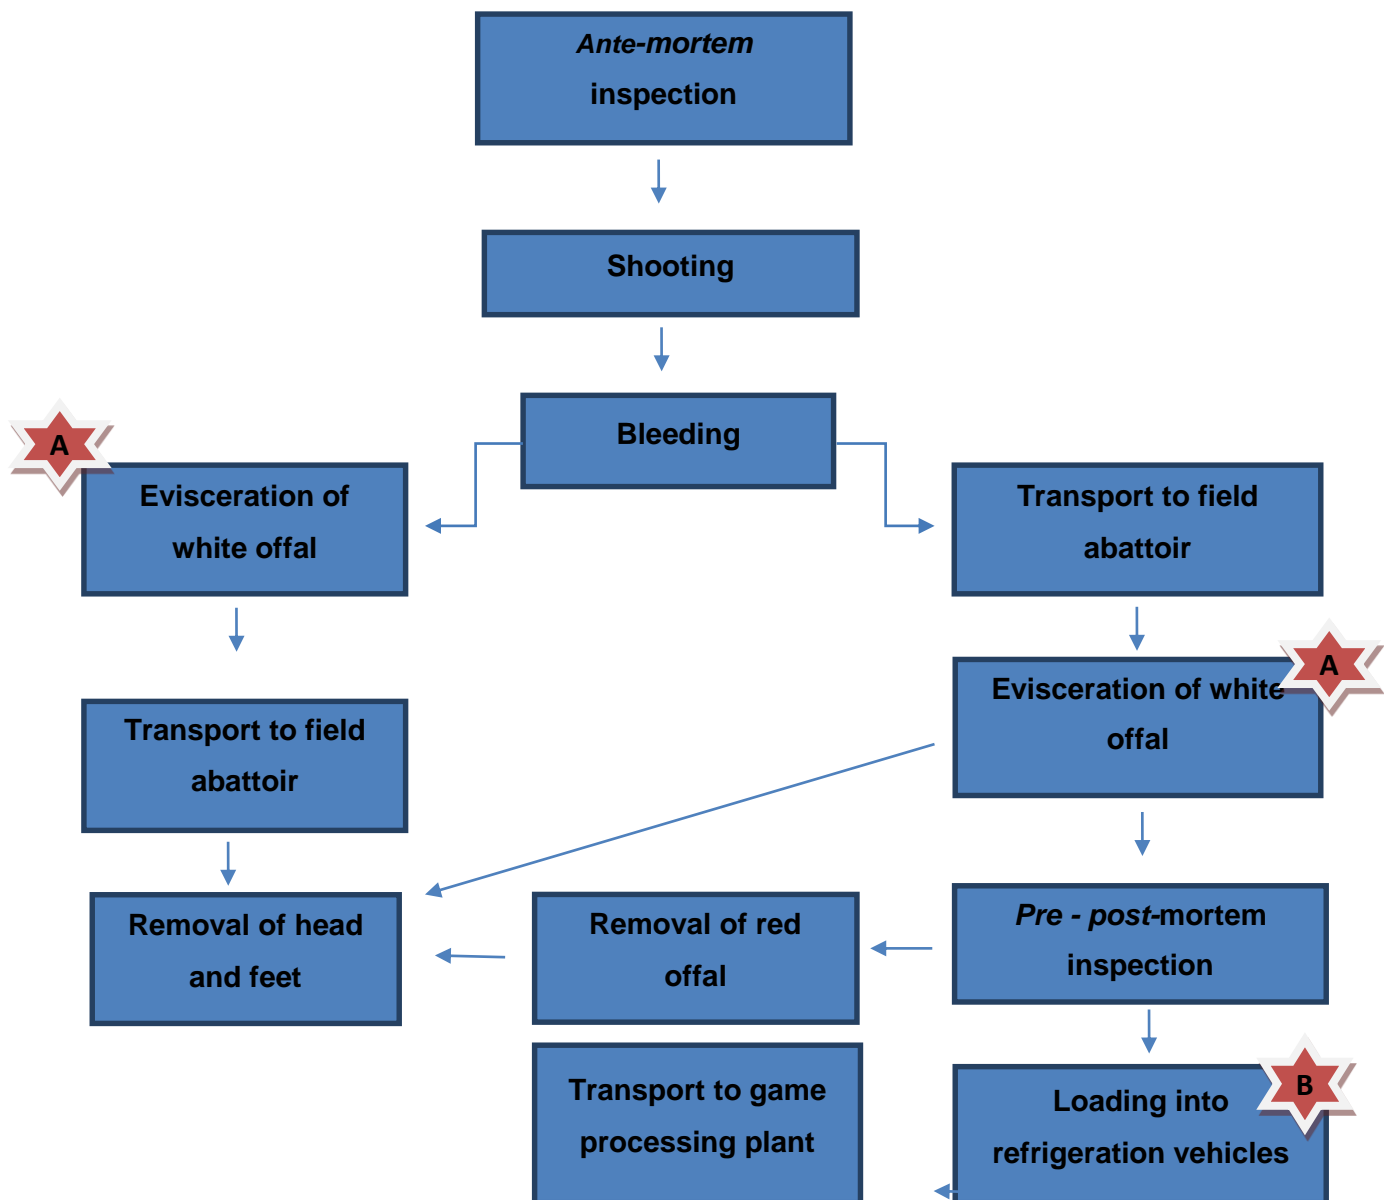 Ante-mortem
inspection
Shooting
Bleeding
A
Evisceration of
white offal
Transport to field
abattoir
A
Evisceration of white
offal
Transport to field
abattoir
Removal of head
and feet
Removal of red
offal
Pre - post-mortem
inspection
Transport to game
processing plant
B
Loading into
refrigeration vehicles